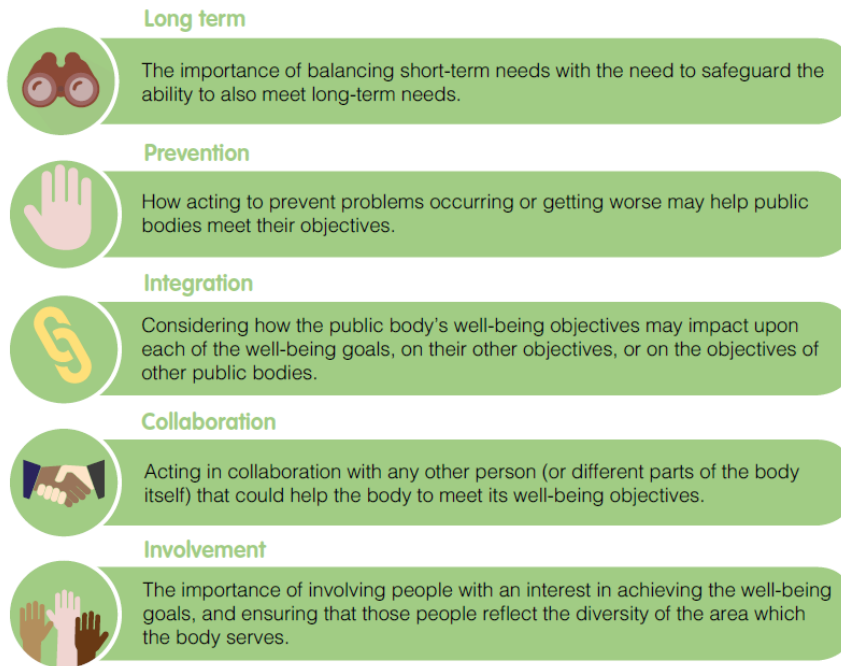 Long term
The importance of balancing short-term needs with the need to safeguard the
ability to also meet long-term needs.
Prevention
How acting to prevent problems occurring or getting worse may help public
bodies meet their objectives.
Integration
Considering how the public body’s well-being objectives may impact upon
each of the well-being goals, on their other objectives, or on the objectives of
other public bodies.
Collaboration
Acting in collaboration with any other person (or different parts of the body
itself) that could help the body to meet its well-being objectives.
Involvement
The importance of involving people with an interest in achieving the well-being
goals, and ensuring that those people reflect the diversity of the area which
the body serves.